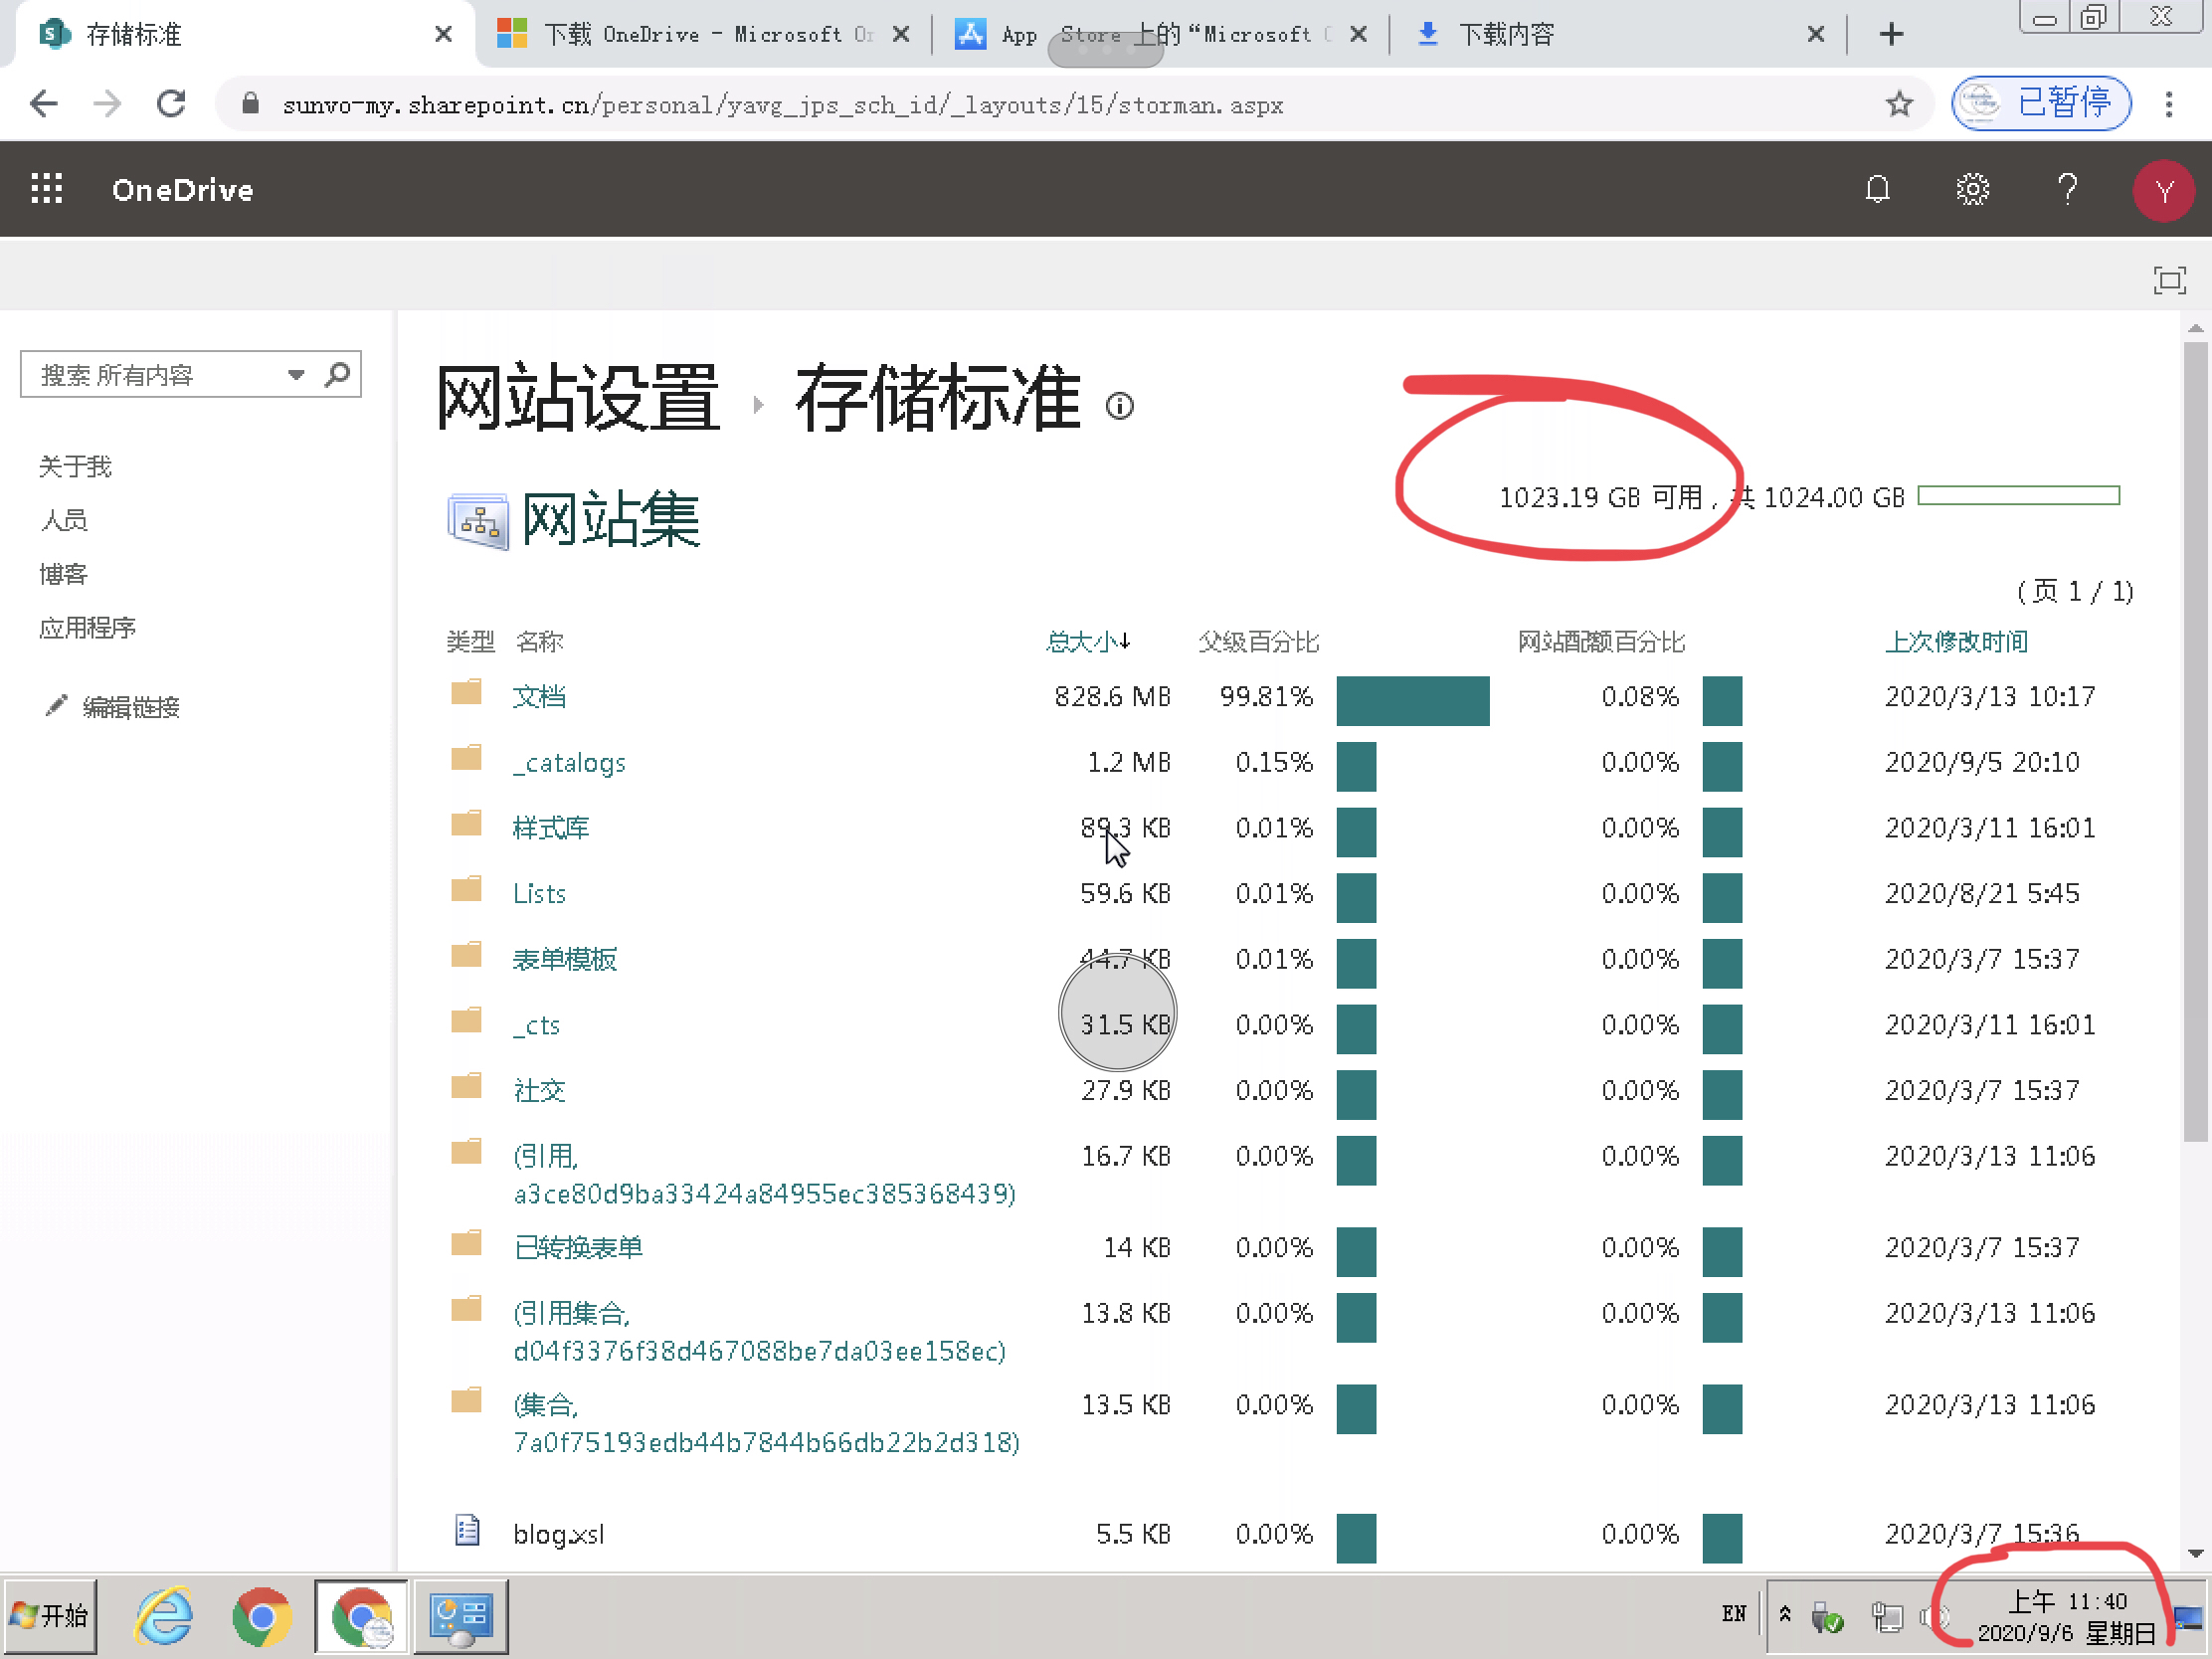 存储标准
下载 OneDrive - Microsoft
App Store 上的“Microsoft
下载内容
sunvo-my.sharepoint.cn/personal/yavg_jps_sch_id/_layouts/15/storman.aspx
已暂停
OneDrive
Y
搜索 所有内容
关于我
人员
博客
应用程序
编辑链接
网站设置 存储标准
网站集
1023.19 GB 可用，共 1024.00 GB
(页 1 / 1)
类型 名称 总大小↓ 父级百分比 网站配额百分比 上次修改时间
文档 828.6 MB 99.81% 0.08% 2020/3/13 10:17
_catalogs 1.2 MB 0.15% 0.00% 2020/9/5 20:10
样式库 89.3 KB 0.01% 0.00% 2020/3/11 16:01
Lists 59.6 KB 0.01% 0.00% 2020/8/21 5:45
表单模板 44.7 KB 0.01% 0.00% 2020/3/7 15:37
_cts 31.5 KB 0.00% 0.00% 2020/3/11 16:01
社交 27.9 KB 0.00% 0.00% 2020/3/7 15:37
(引用, 16.7 KB 0.00% 0.00% 2020/3/13 11:06
a3ce80d9ba33424a84955ec385368439)
已转换表单 14 KB 0.00% 0.00% 2020/3/7 15:37
(引用集合, 13.8 KB 0.00% 0.00% 2020/3/13 11:06
d04f3376f38d467088be7da03ee158ec)
(集合, 13.5 KB 0.00% 0.00% 2020/3/13 11:06
7a0f75193edb44b7844b66db22b2d318)
blog.xsl 5.5 KB 0.00% 0.00% 2020/3/7 15:36
开始
EN
上午 11:40
2020/9/6 星期日